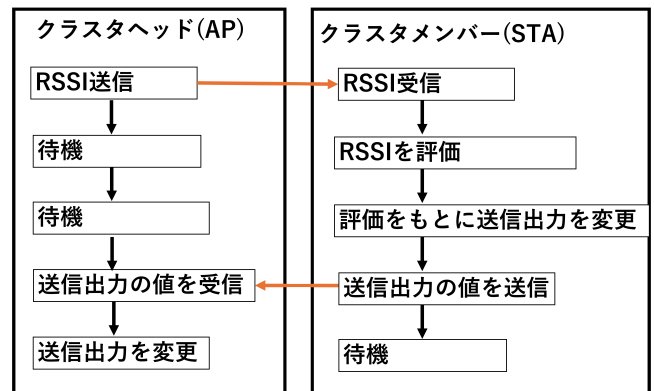 クラスタヘッド(AP)
RSSI送信
待機
待機
送信出力の値を受信
送信出力を変更
クラスタメンバー(STA)
RSSI受信
RSSIを評価
評価をもとに送信出力を変更
送信出力の値を送信
待機